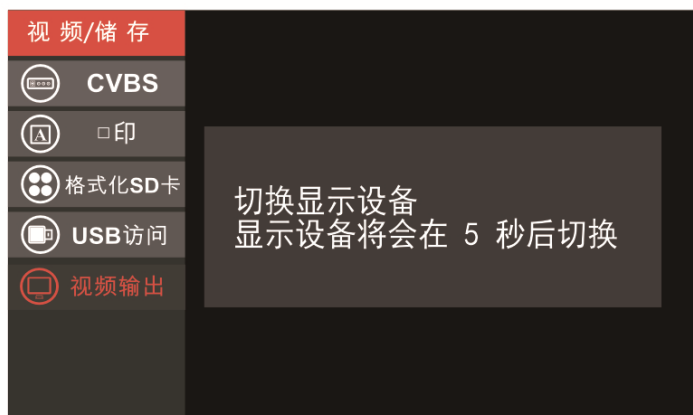 视 频/储 存
CVBS
□印
格式化SD卡
USB访问
视频输出
切换显示设备
显示设备将会在 5 秒后切换